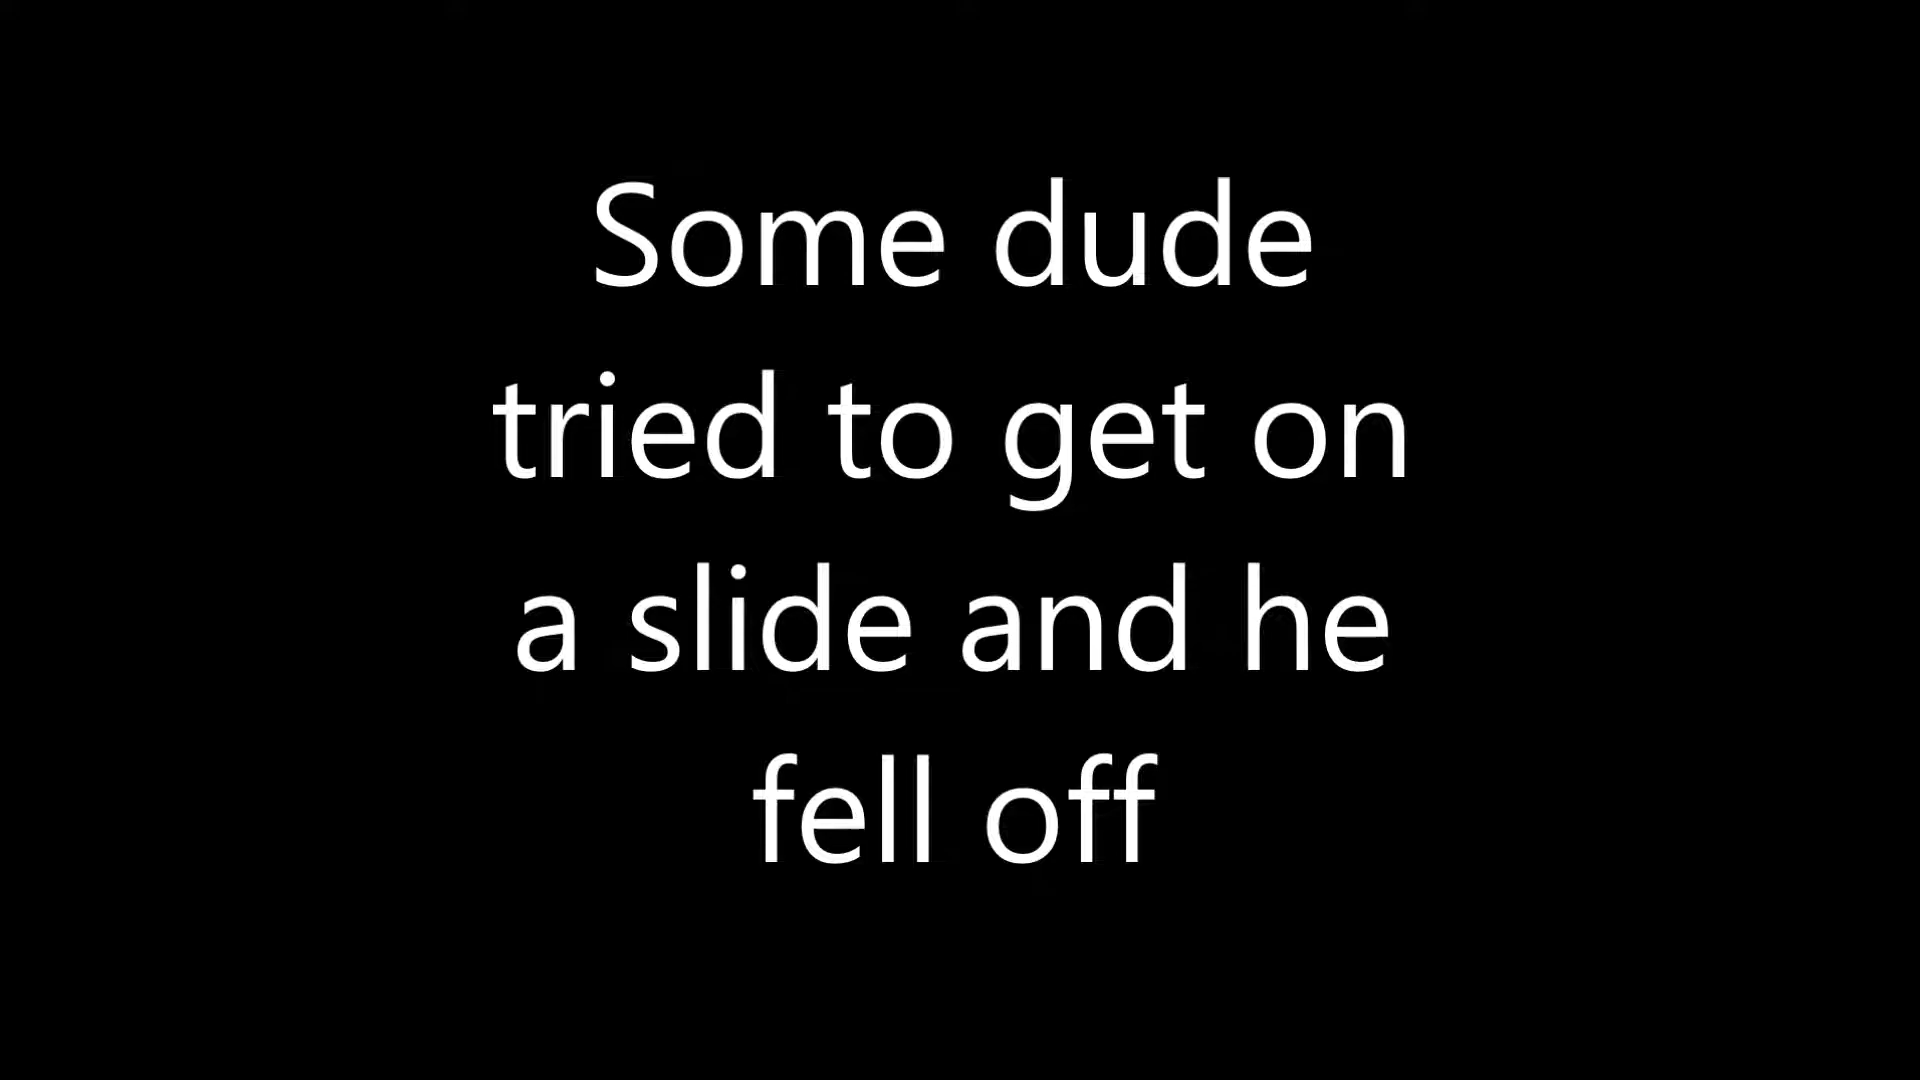 Some dude
tried to get on
a slide and he
fell off